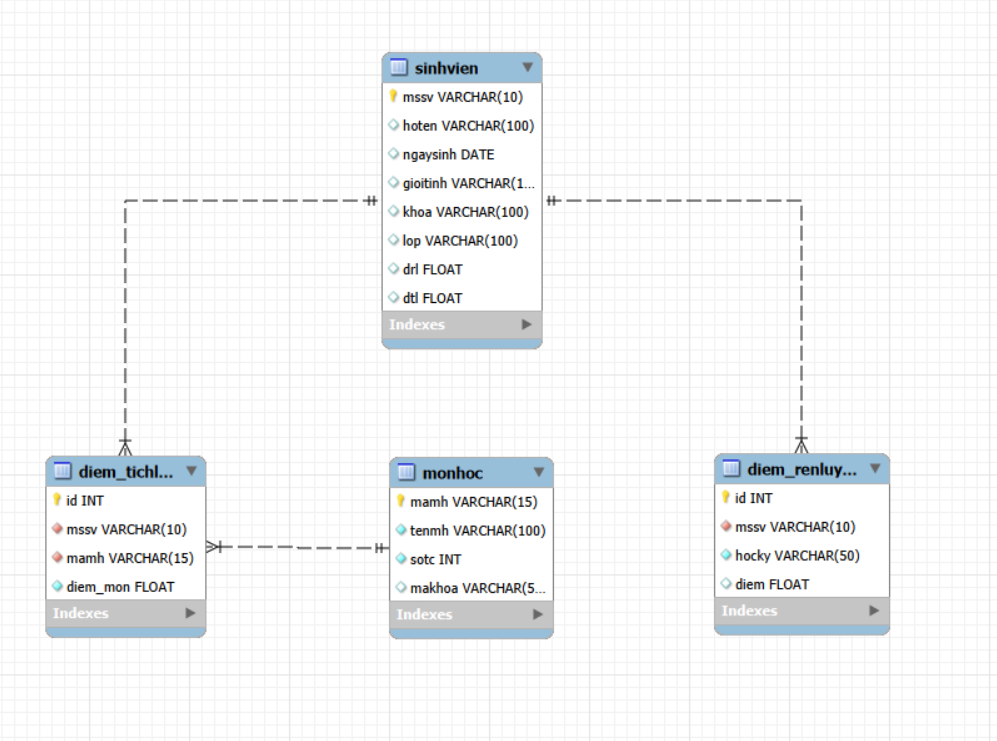 sinhvien
mssv VARCHAR(10)
hoten VARCHAR(100)
ngaysinh DATE
gioitinh VARCHAR(1...
khoa VARCHAR(100)
lop VARCHAR(100)
drl FLOAT
dtl FLOAT
Indexes
diem_tichl...
id INT
mssv VARCHAR(10)
mamh VARCHAR(15)
diem_mon FLOAT
Indexes
monhoc
mamh VARCHAR(15)
tenmh VARCHAR(100)
sotc INT
makhoa VARCHAR(5...
Indexes
diem_renluy...
id INT
mssv VARCHAR(10)
hocky VARCHAR(50)
diem FLOAT
Indexes